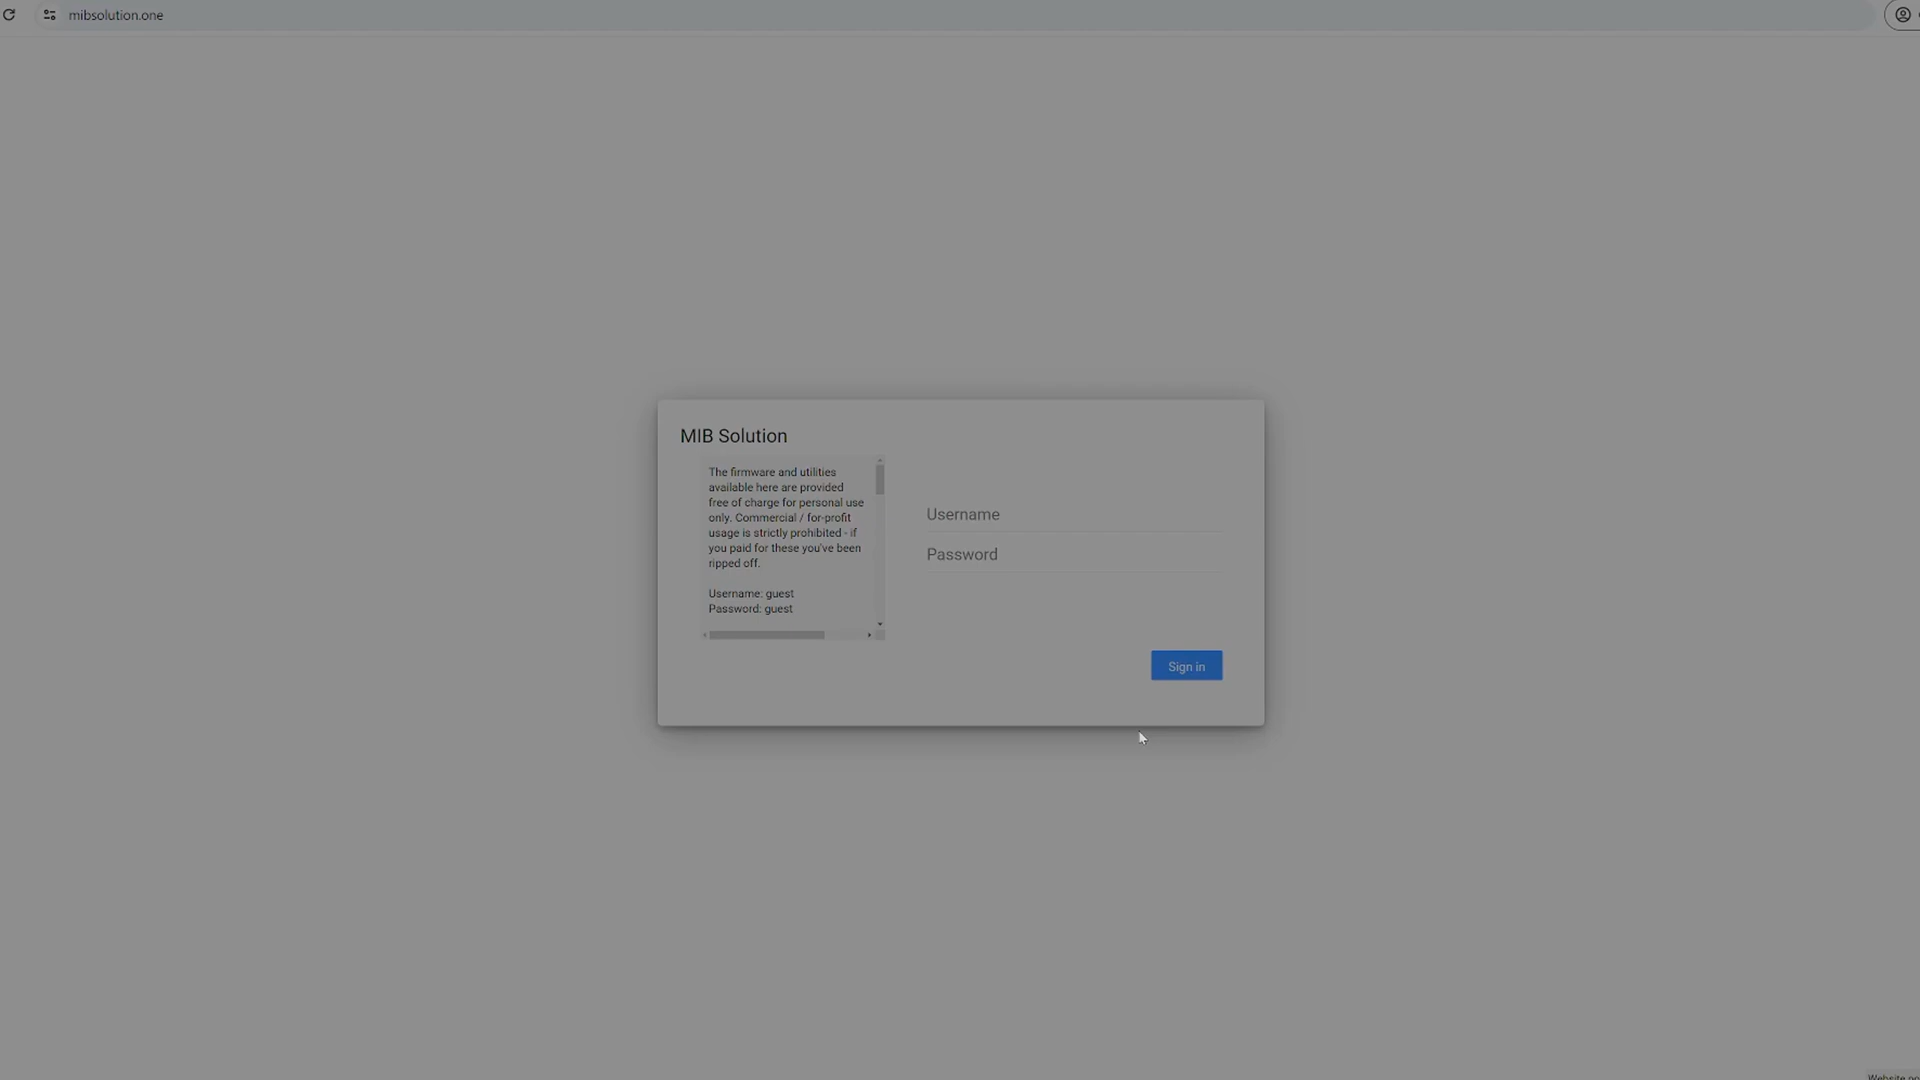 mibsolution.one
MIB Solution
The firmware and utilities
available here are provided
free of charge for personal use
only. Commercial / for-profit
usage is strictly prohibited - if
you paid for these you've been
ripped off.
Username: guest
Password: guest
Username
Password
Sign in
Website